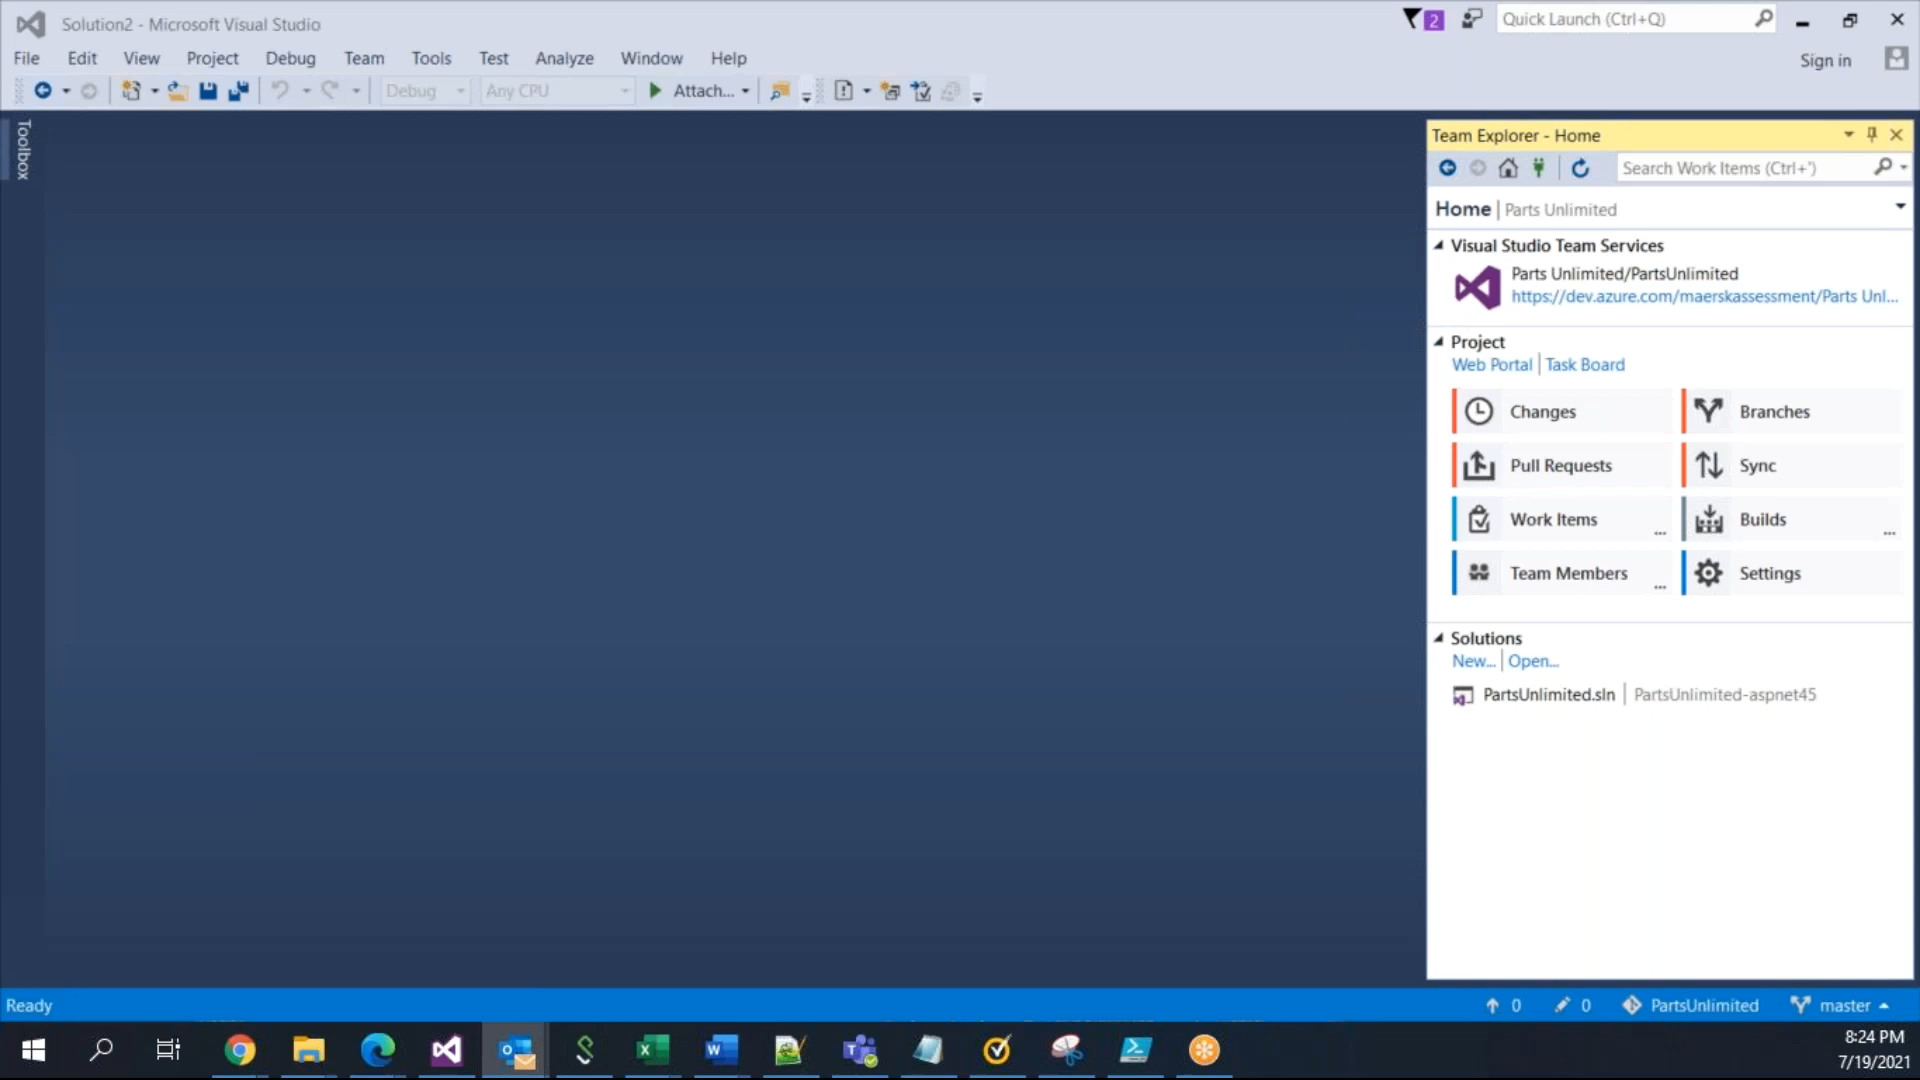 Solution2 - Microsoft Visual Studio
2
Quick Launch (Ctrl+Q)
File Edit View Project Debug Team Tools Test Analyze Window Help
Sign in
Debug Any CPU Attach...
Toolbox
Team Explorer - Home
Search Work Items (Ctrl+')
Home | Parts Unlimited
Visual Studio Team Services
Parts Unlimited/PartsUnlimited
https://dev.azure.com/maerskassessment/Parts Unl...
Project
Web Portal | Task Board
Changes Branches
Pull Requests Sync
Work Items ... Builds ...
Team Members ... Settings
Solutions
New... | Open...
PartsUnlimited.sln | PartsUnlimited-aspnet45
Ready 0 0 PartsUnlimited master
8:24 PM
7/19/2021